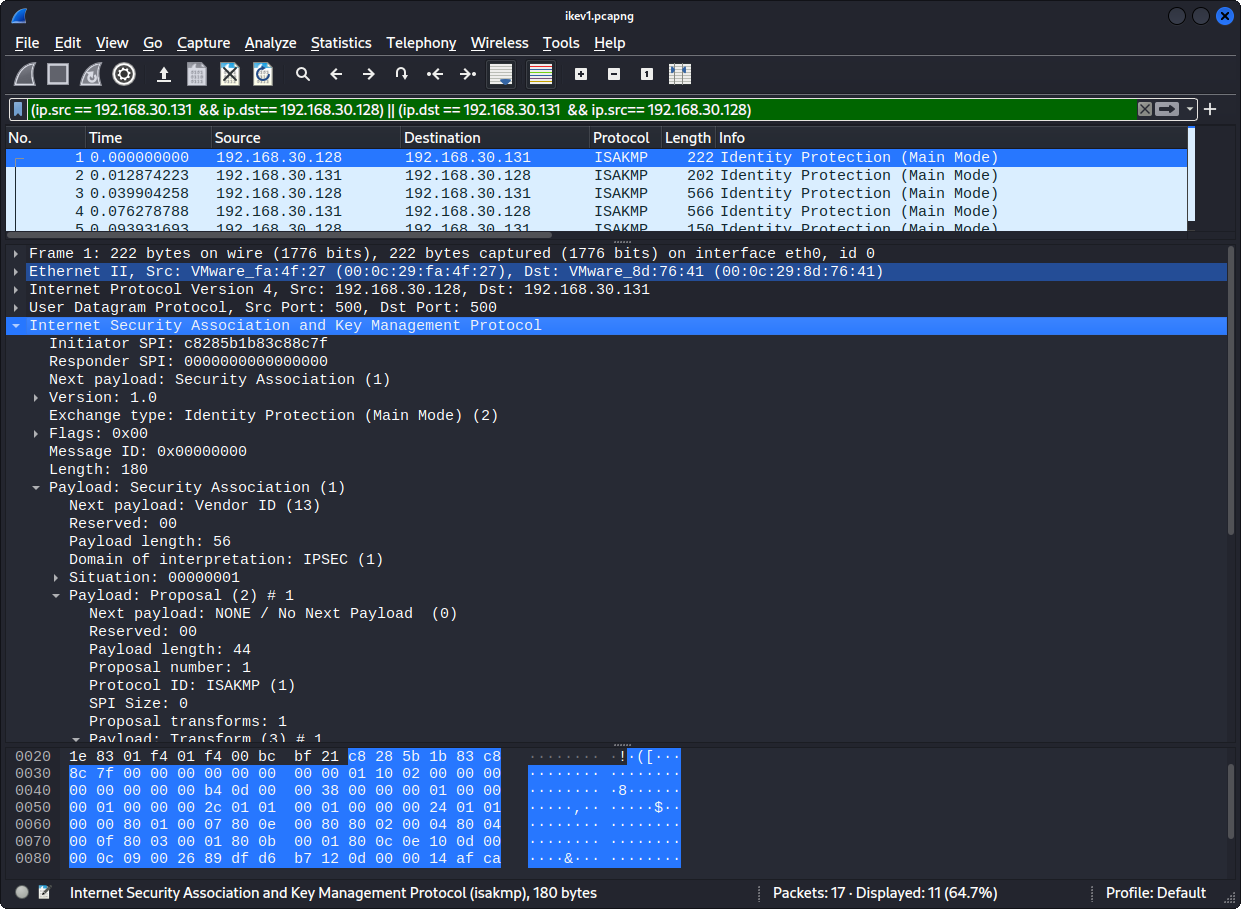 ikev1.pcapng
File Edit View Go Capture Analyze Statistics Telephony Wireless Tools Help
(ip.src == 192.168.30.131 && ip.dst== 192.168.30.128) || (ip.dst == 192.168.30.131 && ip.src== 192.168.30.128)
No. Time Source Destination Protocol Length Info
1 0.000000000 192.168.30.128 192.168.30.131 ISAKMP 222 Identity Protection (Main Mode)
2 0.012874223 192.168.30.131 192.168.30.128 ISAKMP 202 Identity Protection (Main Mode)
3 0.039904258 192.168.30.128 192.168.30.131 ISAKMP 566 Identity Protection (Main Mode)
4 0.076278788 192.168.30.131 192.168.30.128 ISAKMP 566 Identity Protection (Main Mode)
5 0.093931693 192.168.30.128 192.168.30.131 ISAKMP 150 Identity Protection (Main Mode)
Frame 1: 222 bytes on wire (1776 bits), 222 bytes captured (1776 bits) on interface eth0, id 0
Ethernet II, Src: VMware_fa:4f:27 (00:0c:29:fa:4f:27), Dst: VMware_8d:76:41 (00:0c:29:8d:76:41)
Internet Protocol Version 4, Src: 192.168.30.128, Dst: 192.168.30.131
User Datagram Protocol, Src Port: 500, Dst Port: 500
Internet Security Association and Key Management Protocol
Initiator SPI: c8285b1b83c88c7f
Responder SPI: 0000000000000000
Next payload: Security Association (1)
Version: 1.0
Exchange type: Identity Protection (Main Mode) (2)
Flags: 0x00
Message ID: 0x00000000
Length: 180
Payload: Security Association (1)
Next payload: Vendor ID (13)
Reserved: 00
Payload length: 56
Domain of interpretation: IPSEC (1)
Situation: 00000001
Payload: Proposal (2) # 1
Next payload: NONE / No Next Payload  (0)
Reserved: 00
Payload length: 44
Proposal number: 1
Protocol ID: ISAKMP (1)
SPI Size: 0
Proposal transforms: 1
Payload: Transform (3) # 1
0020 1e 83 01 f4 01 f4 00 bc bf 21 c8 28 5b 1b 83 c8 ········ ·!·([···
0030 8c 7f 00 00 00 00 00 00 00 00 01 10 02 00 00 00 ········ ········
0040 00 00 00 00 00 b4 0d 00 00 38 00 00 00 01 00 00 ········ ·8······
0050 00 01 00 00 00 2c 01 01 00 01 00 00 00 24 01 01 ·····,·· ·····$··
0060 00 00 80 01 00 07 80 0e 00 80 80 02 00 04 80 04 ········ ········
0070 00 0f 80 03 00 01 80 0b 00 01 80 0c 0e 10 0d 00 ········ ········
0080 00 0c 09 00 26 89 df d6 b7 12 0d 00 00 14 af ca ····&··· ········
Internet Security Association and Key Management Protocol (isakmp), 180 bytes
Packets: 17 · Displayed: 11 (64.7%)
Profile: Default